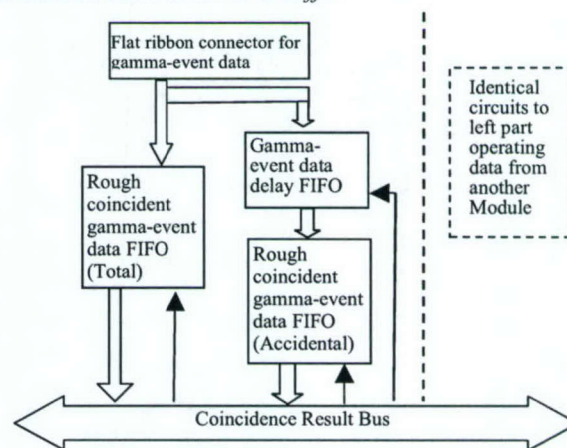 Flat ribbon connector for
gamma-event data
Rough
coincident
gamma-event
data FIFO
(Total)
Gamma-
event data
delay FIFO
Rough
coincident
gamma-event
data FIFO
(Accidental)
Identical
circuits to
left part
operating
data from
another
Module
Coincidence Result Bus